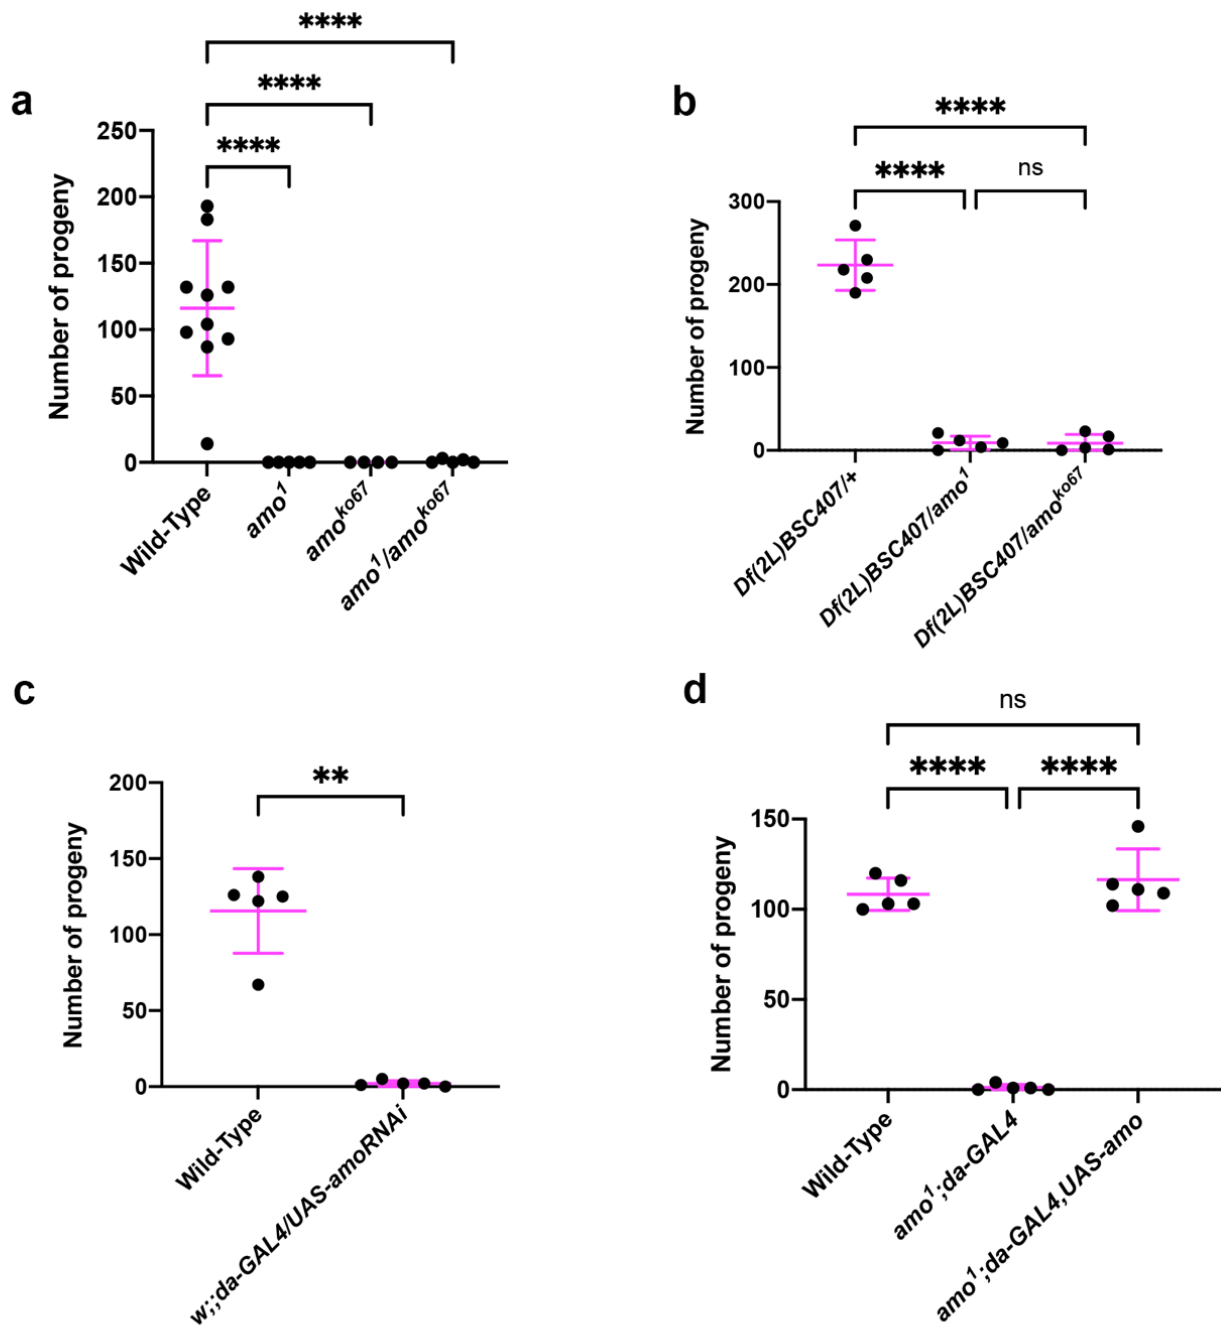 a
****
****
****
Number of progeny
250
200
150
100
50
0
Wild-Type
amo¹
amoᵏᵒ⁶⁷
amo¹/amoᵏᵒ⁶⁷
b
****
****
ns
Number of progeny
300
200
100
0
Df(2L)BSC407/+
Df(2L)BSC407/amo¹
Df(2L)BSC407/amoᵏᵒ⁶⁷
c
**
Number of progeny
200
150
100
50
0
Wild-Type
w;;da-GAL4/UAS-amoRNAi
d
ns
****
****
Number of progeny
150
100
50
0
Wild-Type
amo¹;da-GAL4
amo¹;da-GAL4,UAS-amo